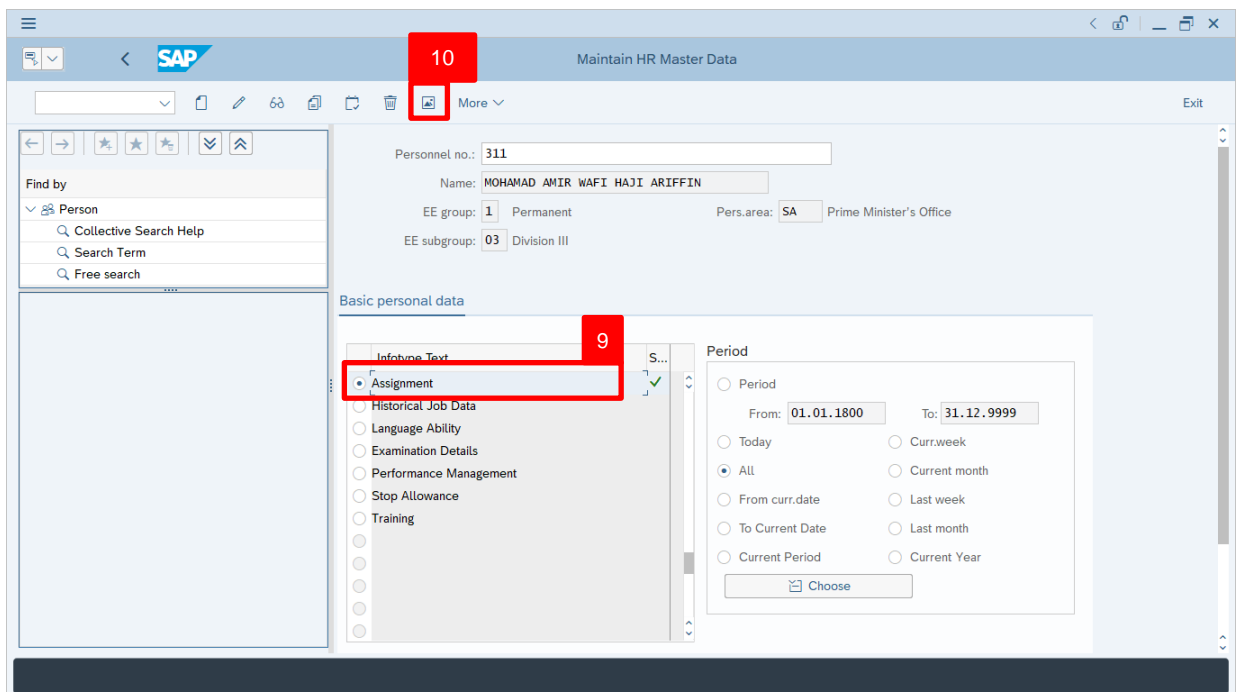 10
SAP
Maintain HR Master Data
More
Exit
Find by
Person
Collective Search Help
Search Term
Free search
Personnel no.: 311
Name: MOHAMAD AMIR WAFI HAJI ARIFFIN
EE group: 1 Permanent Pers.area: SA Prime Minister's Office
EE subgroup: 03 Division III
Basic personal data
9
Infotype Text S...
Assignment
Historical Job Data
Language Ability
Examination Details
Performance Management
Stop Allowance
Training
Period
Period
From: 01.01.1800 To: 31.12.9999
Today Curr.week
All Current month
From curr.date Last week
To Current Date Last month
Current Period Current Year
Choose